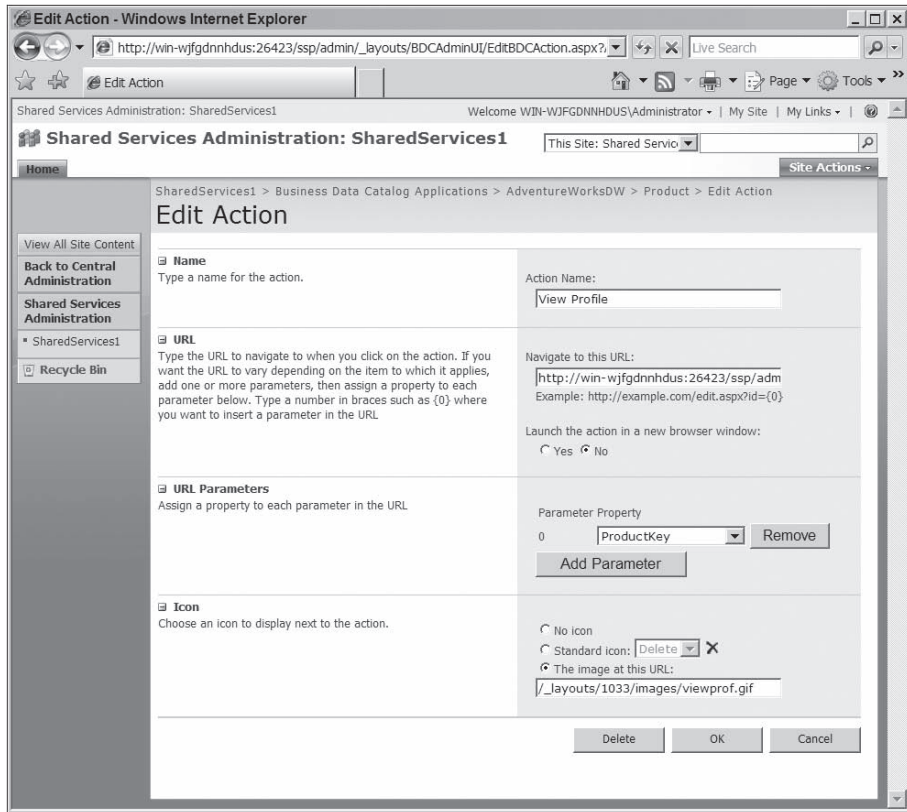 Edit Action - Windows Internet Explorer
http://win-wjfgdnnhdus:26423/ssp/admin/_layouts/BDCAdminUI/EditBDCAction.aspx?
Live Search
Edit Action
Page
Tools
Shared Services Administration: SharedServices1
Welcome WIN-WJFGDNNHDUS\Administrator
My Site
My Links
Shared Services Administration: SharedServices1
This Site: Shared Servic
Home
Site Actions
SharedServices1 > Business Data Catalog Applications > AdventureWorksDW > Product > Edit Action
Edit Action
View All Site Content
Back to Central
Administration
Shared Services
Administration
SharedServices1
Recycle Bin
Name
Type a name for the action.
Action Name:
View Profile
URL
Type the URL to navigate to when you click on the action. If you
want the URL to vary depending on the item to which it applies,
add one or more parameters, then assign a property to each
parameter below. Type a number in braces such as {0} where
you want to insert a parameter in the URL
Navigate to this URL:
http://win-wjfgdnnhdus:26423/ssp/adm
Example: http://example.com/edit.aspx?id={0}
Launch the action in a new browser window:
Yes No
URL Parameters
Assign a property to each parameter in the URL
Parameter Property
0 ProductKey Remove
Add Parameter
Icon
Choose an icon to display next to the action.
No icon
Standard icon: Delete
The image at this URL:
/_layouts/1033/images/viewprof.gif
Delete OK Cancel